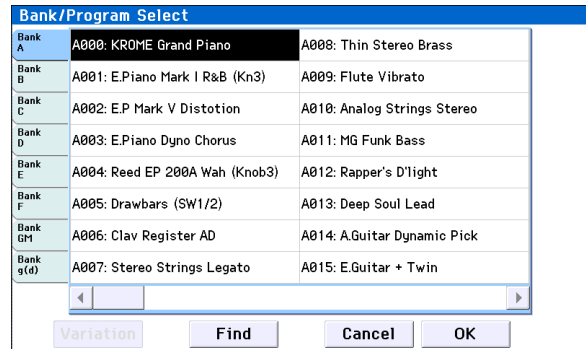 Bank/Program Select
Bank
A
Bank
B
Bank
C
Bank
D
Bank
E
Bank
F
Bank
GM
Bank
g(d)
A000: KROME Grand Piano
A001: E.Piano Mark I R&B (Kn3)
A002: E.P Mark V Distotion
A003: E.Piano Dyno Chorus
A004: Reed EP 200A Wah (Knob3)
A005: Drawbars (SW1/2)
A006: Clav Register AD
A007: Stereo Strings Legato
A008: Thin Stereo Brass
A009: Flute Vibrato
A010: Analog Strings Stereo
A011: MG Funk Bass
A012: Rapper's D'light
A013: Deep Soul Lead
A014: A.Guitar Dynamic Pick
A015: E.Guitar + Twin
Variation
Find
Cancel
OK